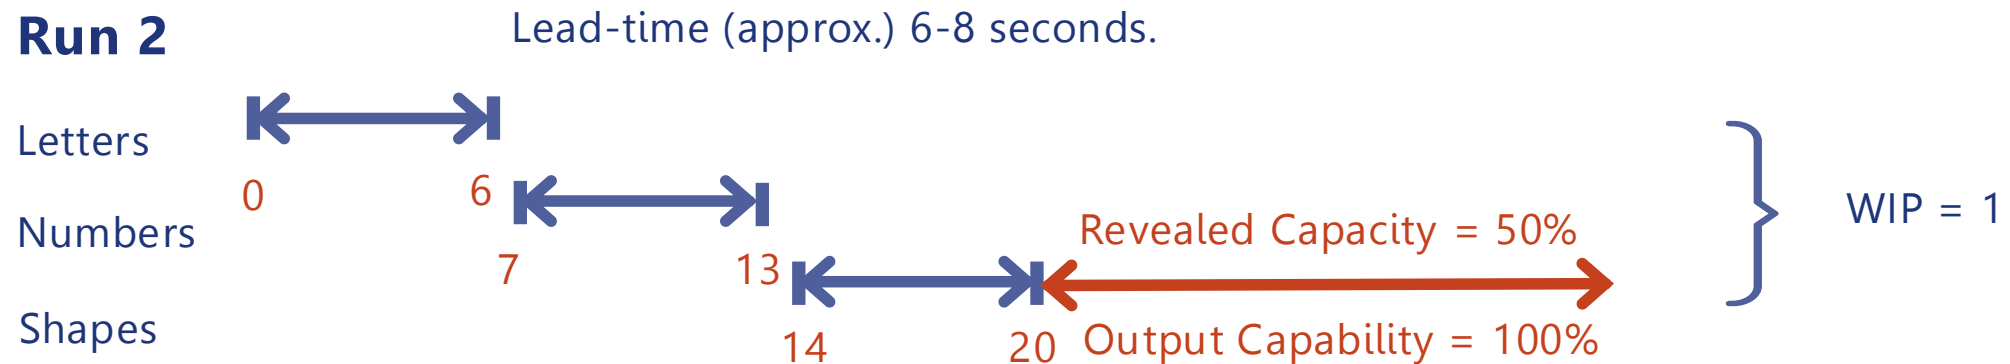 Run 2
Lead-time (approx.) 6-8 seconds.
Letters
0
6
Numbers
7
13
Revealed Capacity = 50%
WIP = 1
Shapes
14
20
Output Capability = 100%